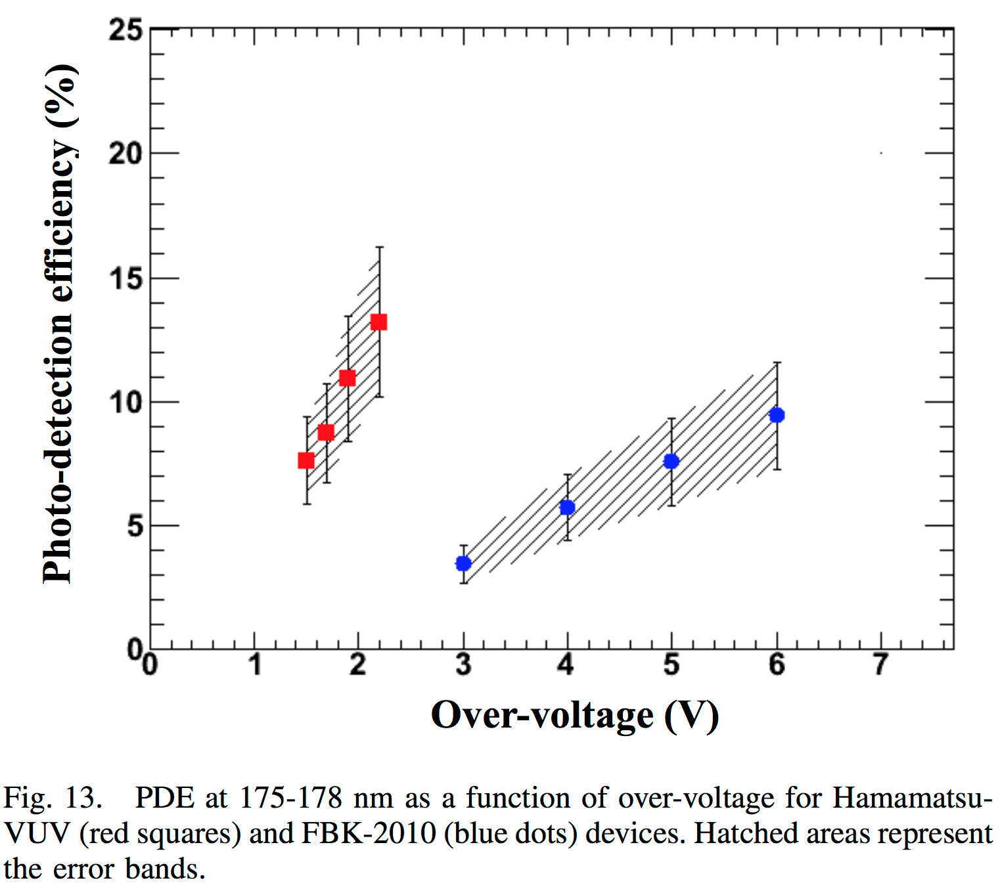 25
20
15
10
5
0
Photo-detection efficiency (%)
0 1 2 3 4 5 6 7
Over-voltage (V)
Fig. 13. PDE at 175-178 nm as a function of over-voltage for Hamamatsu-
VUV (red squares) and FBK-2010 (blue dots) devices. Hatched areas represent
the error bands.